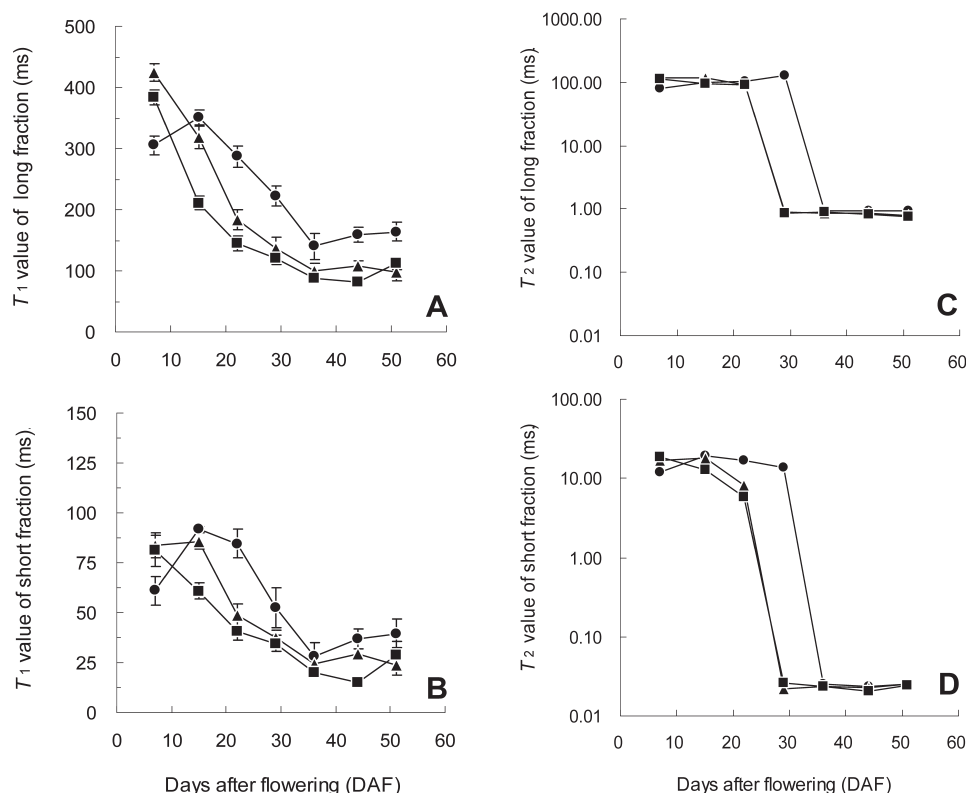 500
400
300
200
100
0
T1 value of long fraction (ms)
A
0 10 20 30 40 50 60
1000.00
100.00
10.00
1.00
0.10
0.01
T2 value of long fraction (ms).
C
0 10 20 30 40 50 60
150
125
100
75
50
25
0
T1 value of short fraction (ms).
B
0 10 20 30 40 50 60
Days after flowering (DAF)
100.00
10.00
1.00
0.10
0.01
T2 value of short fraction (ms).
D
0 10 20 30 40 50 60
Days after flowering (DAF)